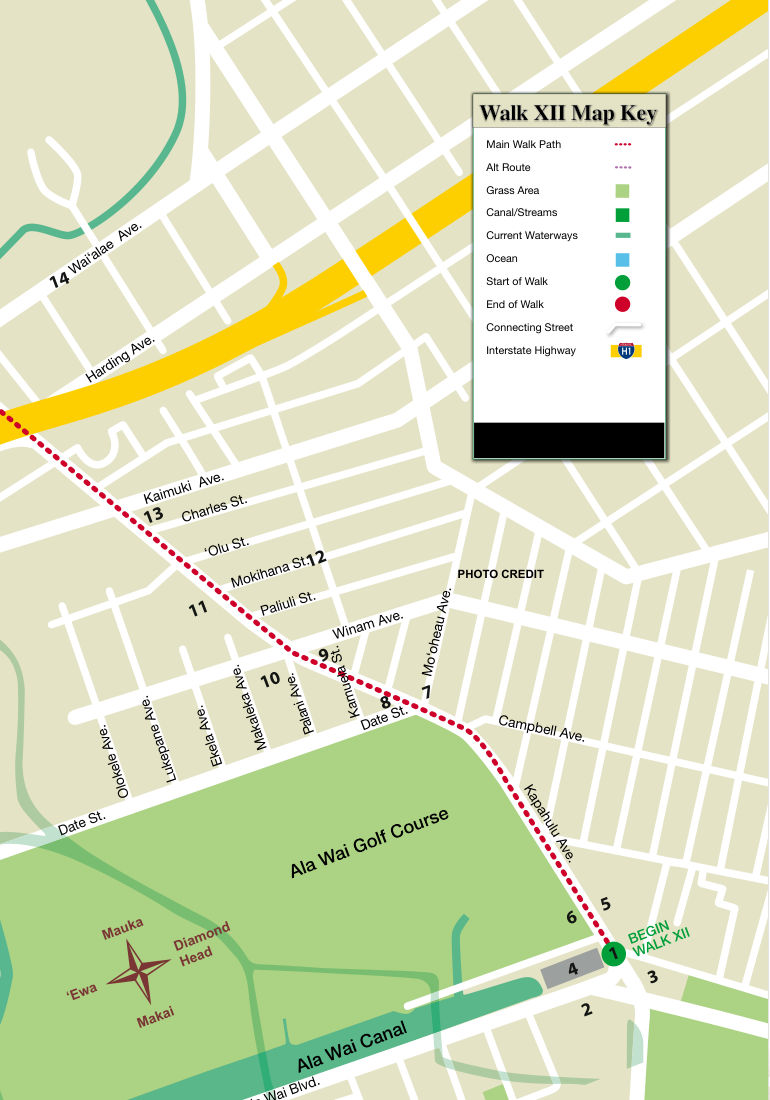 Walk XII Map Key
Main Walk Path
Alt Route
Grass Area
Canal/Streams
Current Waterways
Ocean
Start of Walk
End of Walk
Connecting Street
Interstate Highway
H1
14
Wai‘alae Ave.
Harding Ave.
Kaimuki Ave.
13
Charles St.
‘Olu St.
Mokihana St.
12
PHOTO CREDIT
11
Paliuli St.
Winam Ave.
Mo‘oheau Ave.
9
10
Kamuela St.
7
8
Date St.
Palani Ave.
Makaleka Ave.
Ekela Ave.
Lukepane Ave.
Olokele Ave.
Campbell Ave.
Date St.
Kapahulu Ave.
Ala Wai Golf Course
5
6
BEGIN
WALK XII
1
Mauka
Diamond
Head
‘Ewa
Makai
4
3
2
Ala Wai Canal
Wai Blvd.